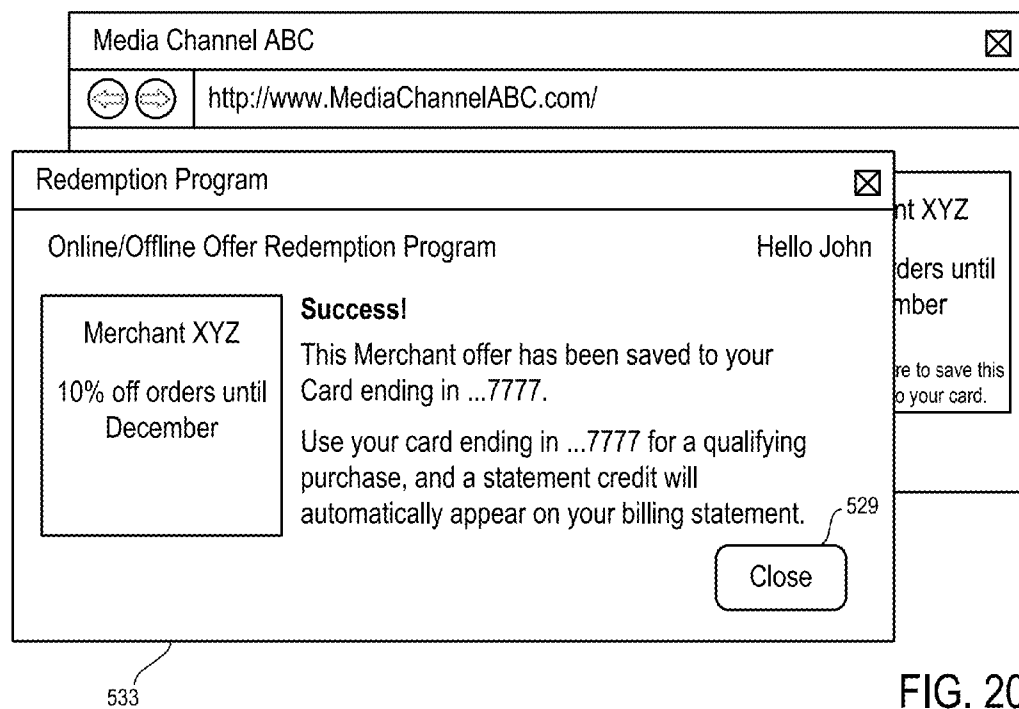 Media Channel ABC
http://www.MediaChannelABC.com/
Redemption Program
Online/Offline Offer Redemption Program
Hello John
Merchant XYZ
10% off orders until
December
Success!
This Merchant offer has been saved to your
Card ending in ...7777.
Use your card ending in ...7777 for a qualifying
purchase, and a statement credit will
automatically appear on your billing statement.
529
Close
nt XYZ
ders until
mber
re to save this
o your card.
533
FIG. 20